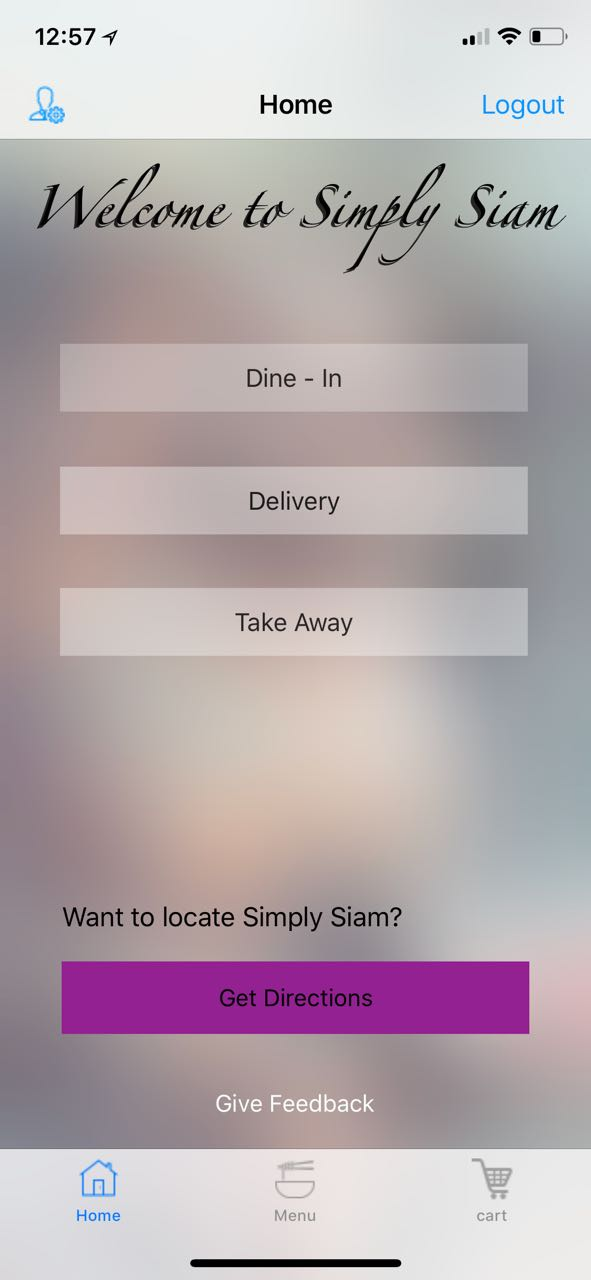 12:57
Home
Logout
Welcome to Simply Siam
Dine - In
Delivery
Take Away
Want to locate Simply Siam?
Get Directions
Give Feedback
Home
Menu
cart